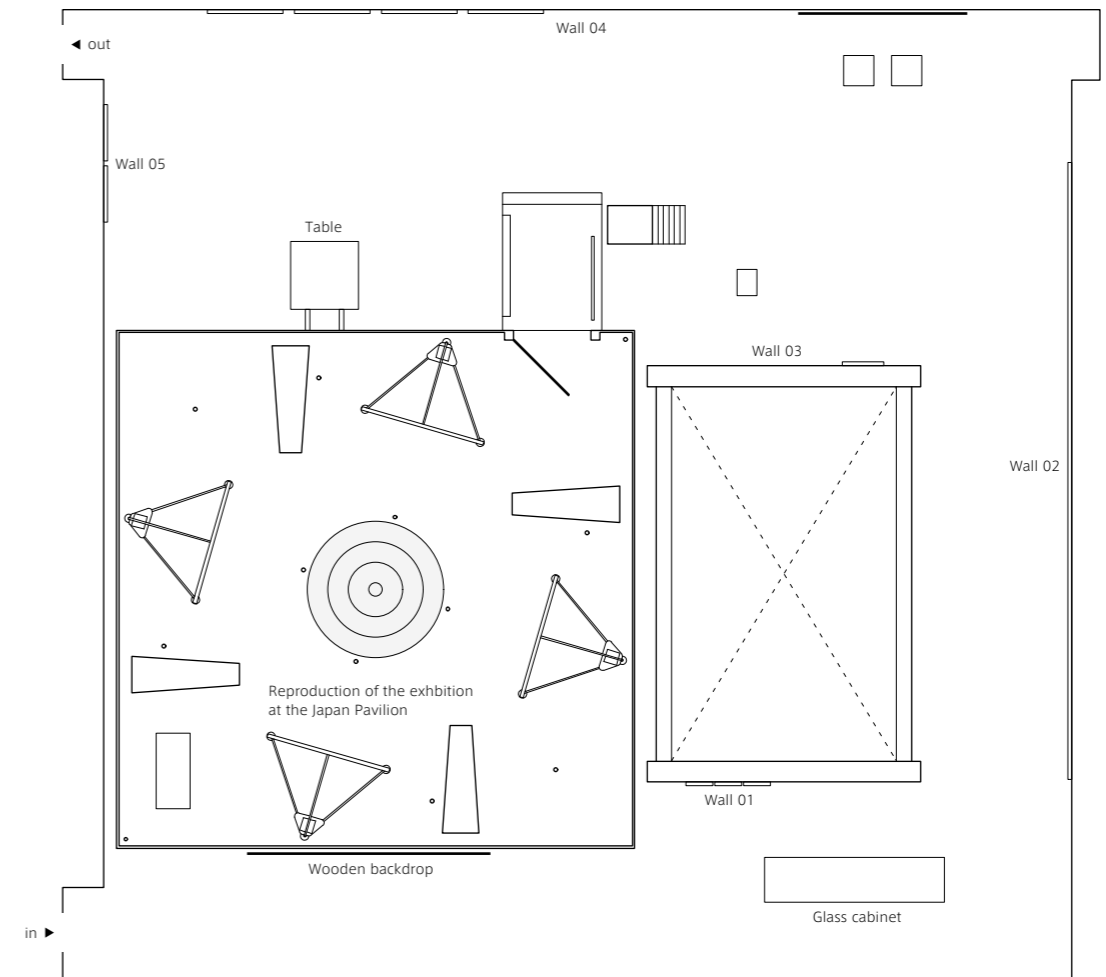 Wall 04
◀ out
Wall 05
Table
Wall 03
Wall 02
Reproduction of the exhbition
at the Japan Pavilion
Wall 01
Wooden backdrop
Glass cabinet
in ▶